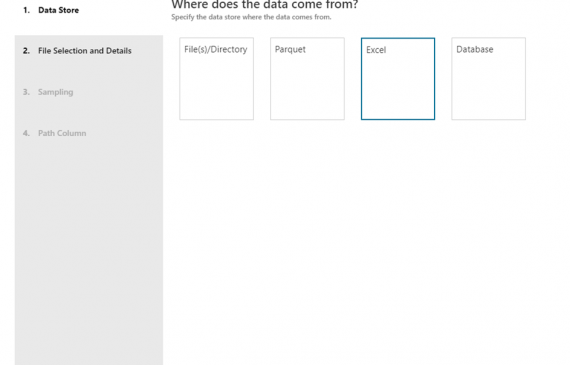 1. Data Store
Where does the data come from?
Specify the data store where the data comes from.
2. File Selection and Details
3. Sampling
4. Path Column
File(s)/Directory
Parquet
Excel
Database